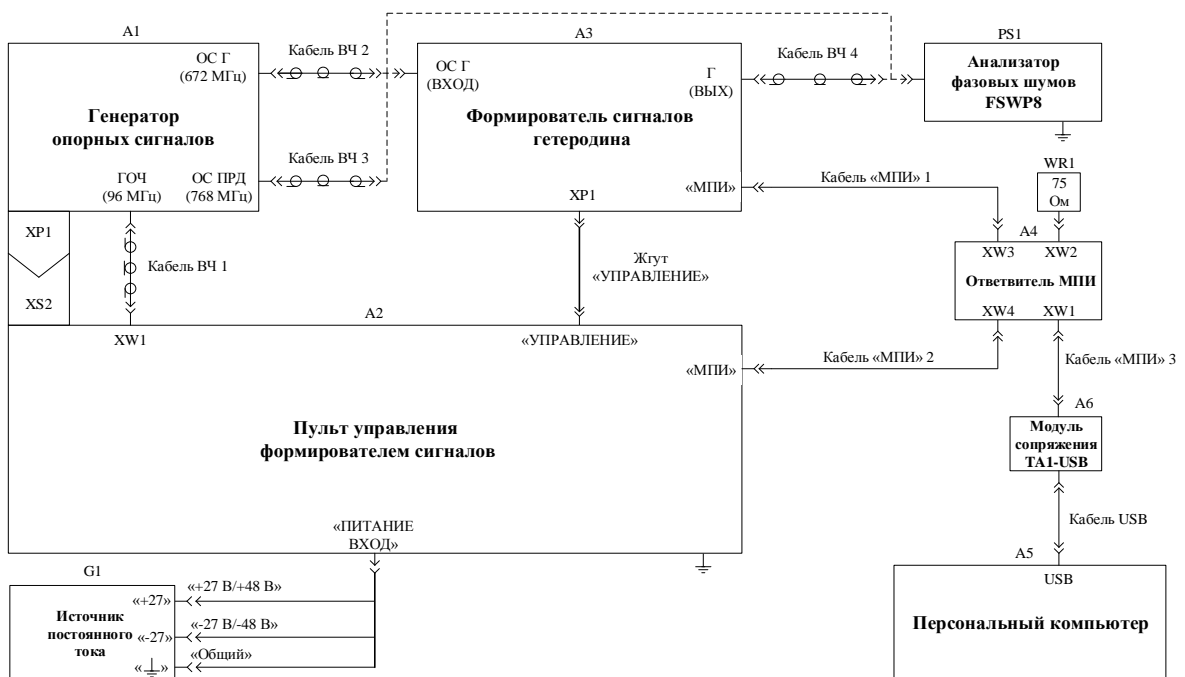 A1
ОС Г
(672 МГц)
Генератор
опорных сигналов
ГОЧ
(96 МГц)
ОС ПРД
(768 МГц)
Кабель ВЧ 2
Кабель ВЧ 3
A3
ОС Г
(ВХОД)
Г
(ВЫХ)
Формирователь сигналов
гетеродина
«МПИ»
XP1
Кабель ВЧ 4
PS1
Анализатор
фазовых шумов
FSWP8
Кабель «МПИ» 1
WR1
75
Ом
A4
XW3
XW2
Ответвитель МПИ
XW4
XW1
XP1
XS2
Кабель ВЧ 1
Жгут
«УПРАВЛЕНИЕ»
A2
XW1
«УПРАВЛЕНИЕ»
«МПИ»
Кабель «МПИ» 2
Кабель «МПИ» 3
Пульт управления
формирователем сигналов
«ПИТАНИЕ
ВХОД»
A6
Модуль
сопряжения
TA1-USB
Кабель USB
A5
USB
Персональный компьютер
G1
Источник
постоянного
тока
«+27»
«-27»
« »
«+27 В/+48 В»
«-27 В/-48 В»
«Общий»